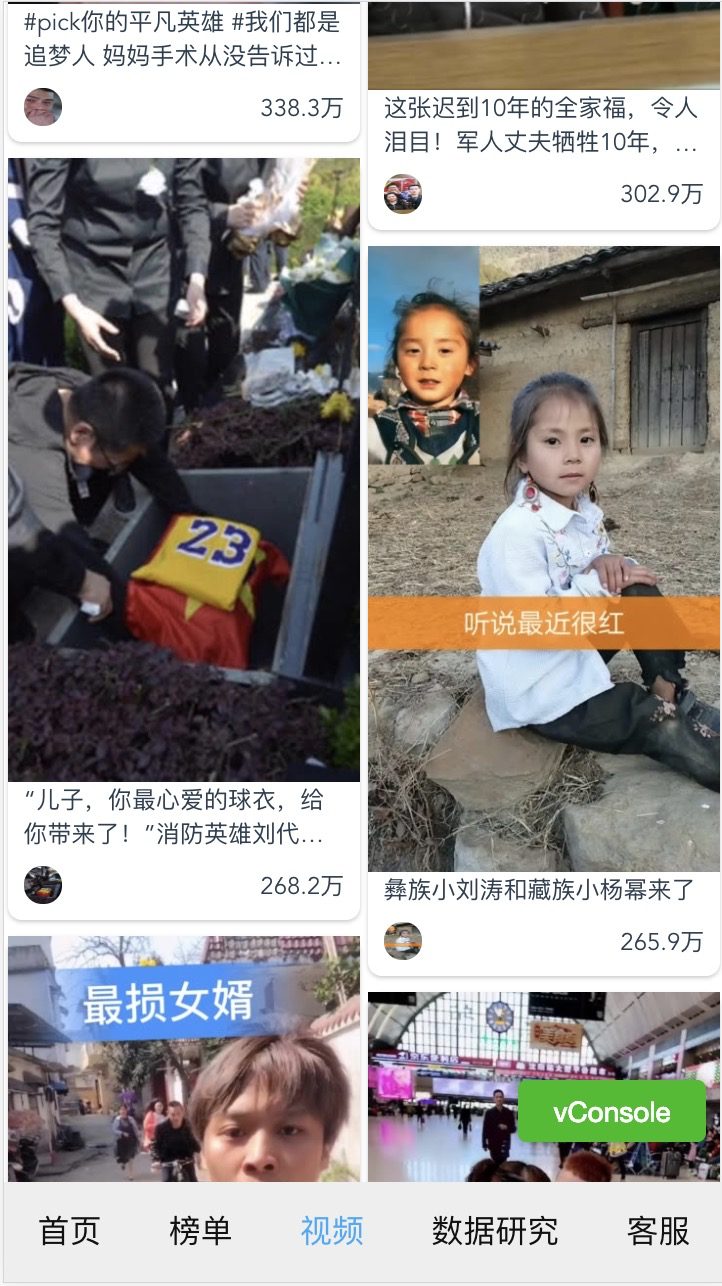 #pick你的平凡英雄 #我们都是
追梦人 妈妈手术从没告诉过…
338.3万
这张迟到10年的全家福，令人
泪目！军人丈夫牺牲10年，…
302.9万
23
“儿子，你最心爱的球衣，给
你带来了！”消防英雄刘代…
268.2万
听说最近很红
彝族小刘涛和藏族小杨幂来了
265.9万
最损女婿
vConsole
首页
榜单
视频
数据研究
客服